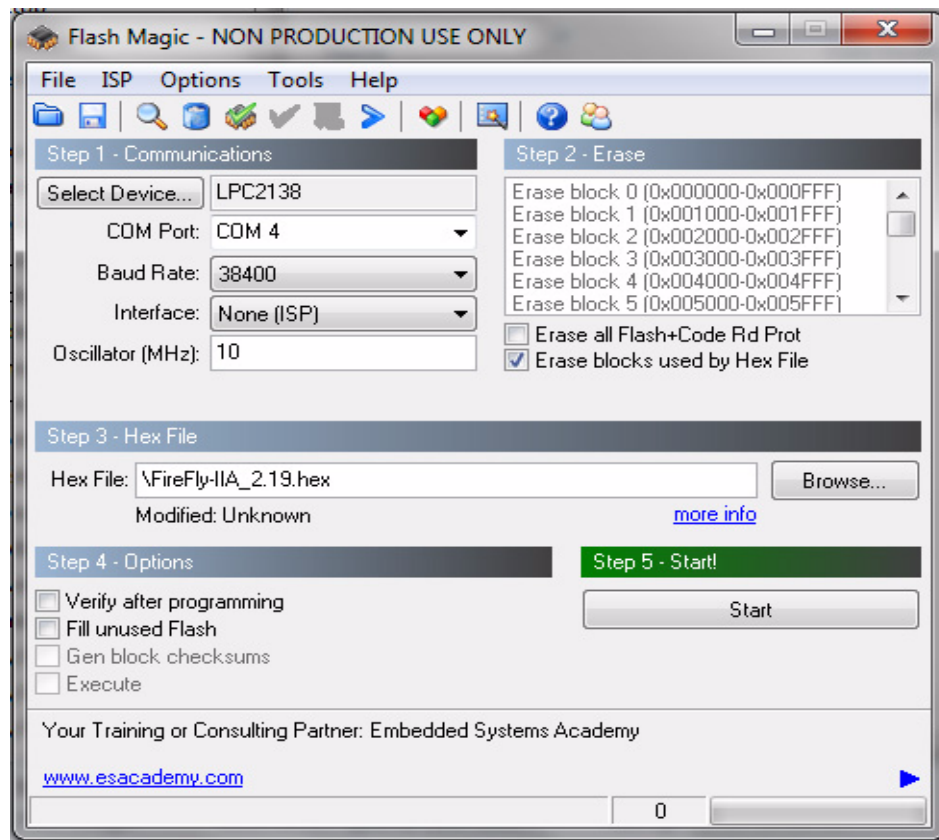 Flash Magic - NON PRODUCTION USE ONLY
File ISP Options Tools Help
Step 1 - Communications
Select Device... LPC2138
COM Port: COM 4
Baud Rate: 38400
Interface: None (ISP)
Oscillator (MHz): 10
Step 2 - Erase
Erase block 0 (0x000000-0x000FFF)
Erase block 1 (0x001000-0x001FFF)
Erase block 2 (0x002000-0x002FFF)
Erase block 3 (0x003000-0x003FFF)
Erase block 4 (0x004000-0x004FFF)
Erase block 5 (0x005000-0x005FFF)
Erase all Flash+Code Rd Prot
Erase blocks used by Hex File
Step 3 - Hex File
Hex File: \FireFly-IIA_2.19.hex Browse...
Modified: Unknown more info
Step 4 - Options
Verify after programming
Fill unused Flash
Gen block checksums
Execute
Step 5 - Start!
Start
Your Training or Consulting Partner: Embedded Systems Academy
www.esacademy.com
0